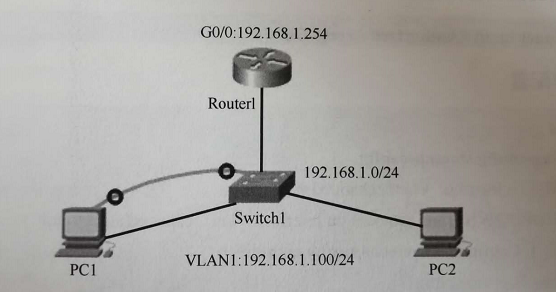 G0/0:192.168.1.254
Router1
192.168.1.0/24
Switch1
VLAN1:192.168.1.100/24
PC1
PC2